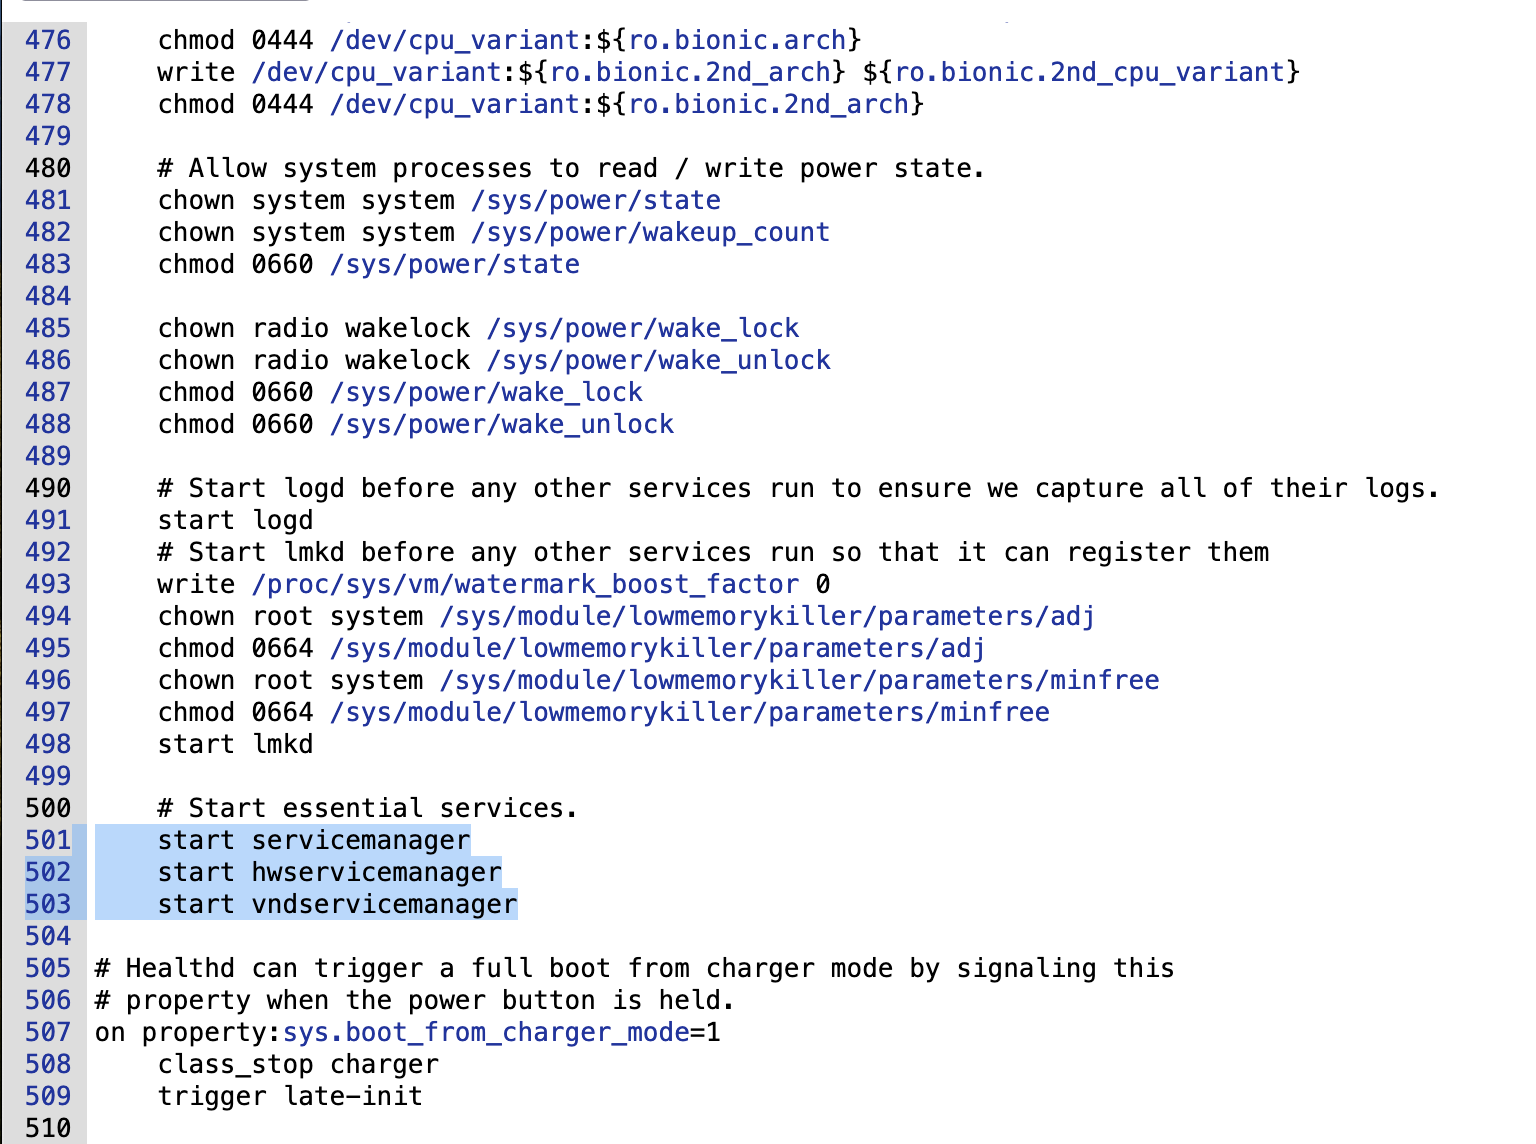 476     chmod 0444 /dev/cpu_variant:${ro.bionic.arch}
477     write /dev/cpu_variant:${ro.bionic.2nd_arch} ${ro.bionic.2nd_cpu_variant}
478     chmod 0444 /dev/cpu_variant:${ro.bionic.2nd_arch}
479
480     # Allow system processes to read / write power state.
481     chown system system /sys/power/state
482     chown system system /sys/power/wakeup_count
483     chmod 0660 /sys/power/state
484
485     chown radio wakelock /sys/power/wake_lock
486     chown radio wakelock /sys/power/wake_unlock
487     chmod 0660 /sys/power/wake_lock
488     chmod 0660 /sys/power/wake_unlock
489
490     # Start logd before any other services run to ensure we capture all of their logs.
491     start logd
492     # Start lmkd before any other services run so that it can register them
493     write /proc/sys/vm/watermark_boost_factor 0
494     chown root system /sys/module/lowmemorykiller/parameters/adj
495     chmod 0664 /sys/module/lowmemorykiller/parameters/adj
496     chown root system /sys/module/lowmemorykiller/parameters/minfree
497     chmod 0664 /sys/module/lowmemorykiller/parameters/minfree
498     start lmkd
499
500     # Start essential services.
501     start servicemanager
502     start hwservicemanager
503     start vndservicemanager
504
505 # Healthd can trigger a full boot from charger mode by signaling this
506 # property when the power button is held.
507 on property:sys.boot_from_charger_mode=1
508     class_stop charger
509     trigger late-init
510